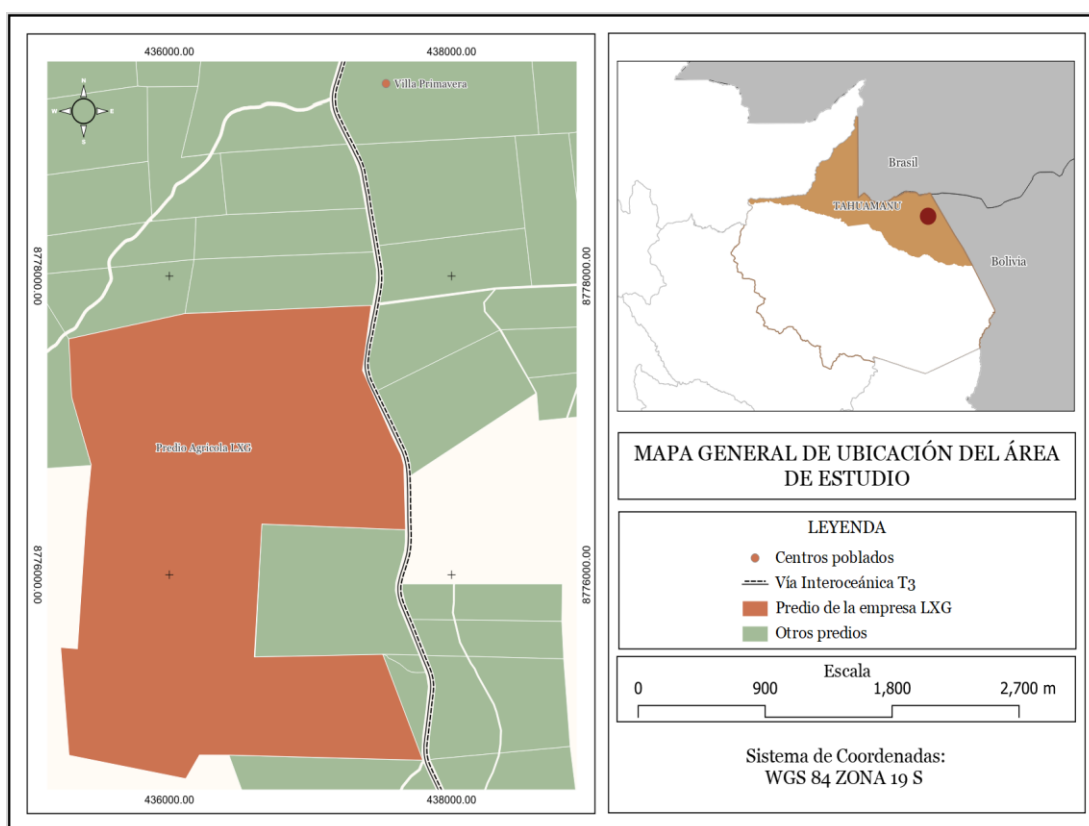 436000.00
438000.00
N
W
E
S
Villa Primavera
8778000.00
8778000.00
Predio Agricola LXG
8776000.00
8776000.00
436000.00
438000.00
Brasil
TAHUAMANU
Bolivia
MAPA GENERAL DE UBICACIÓN DEL ÁREA
DE ESTUDIO
LEYENDA
Centros poblados
Vía Interoceánica T3
Predio de la empresa LXG
Otros predios
Escala
0 900 1,800 2,700 m
Sistema de Coordenadas:
WGS 84 ZONA 19 S